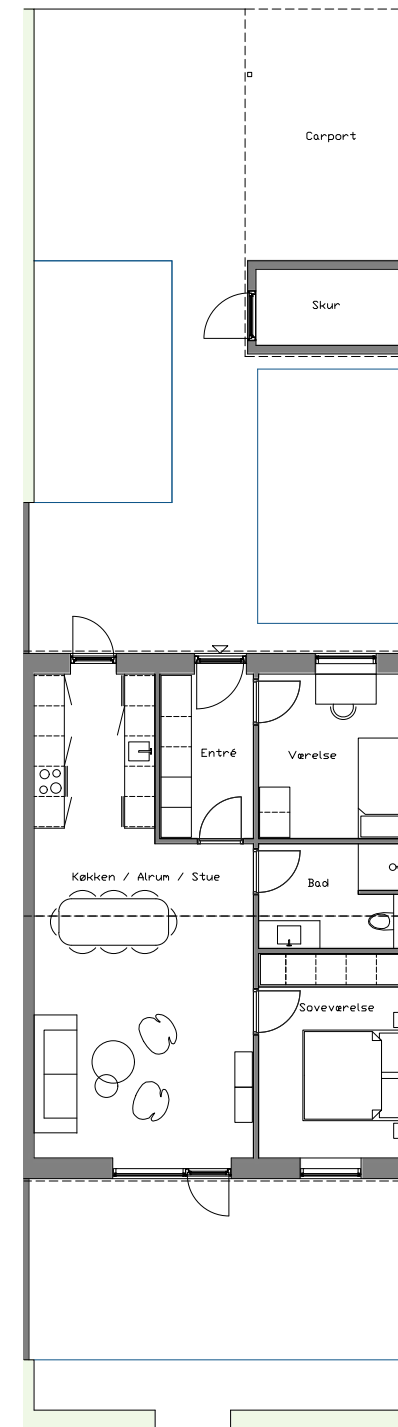 Carport
Skur
Entré
Værelse
Køkken / Alrum / Stue
Bad
Soveværelse